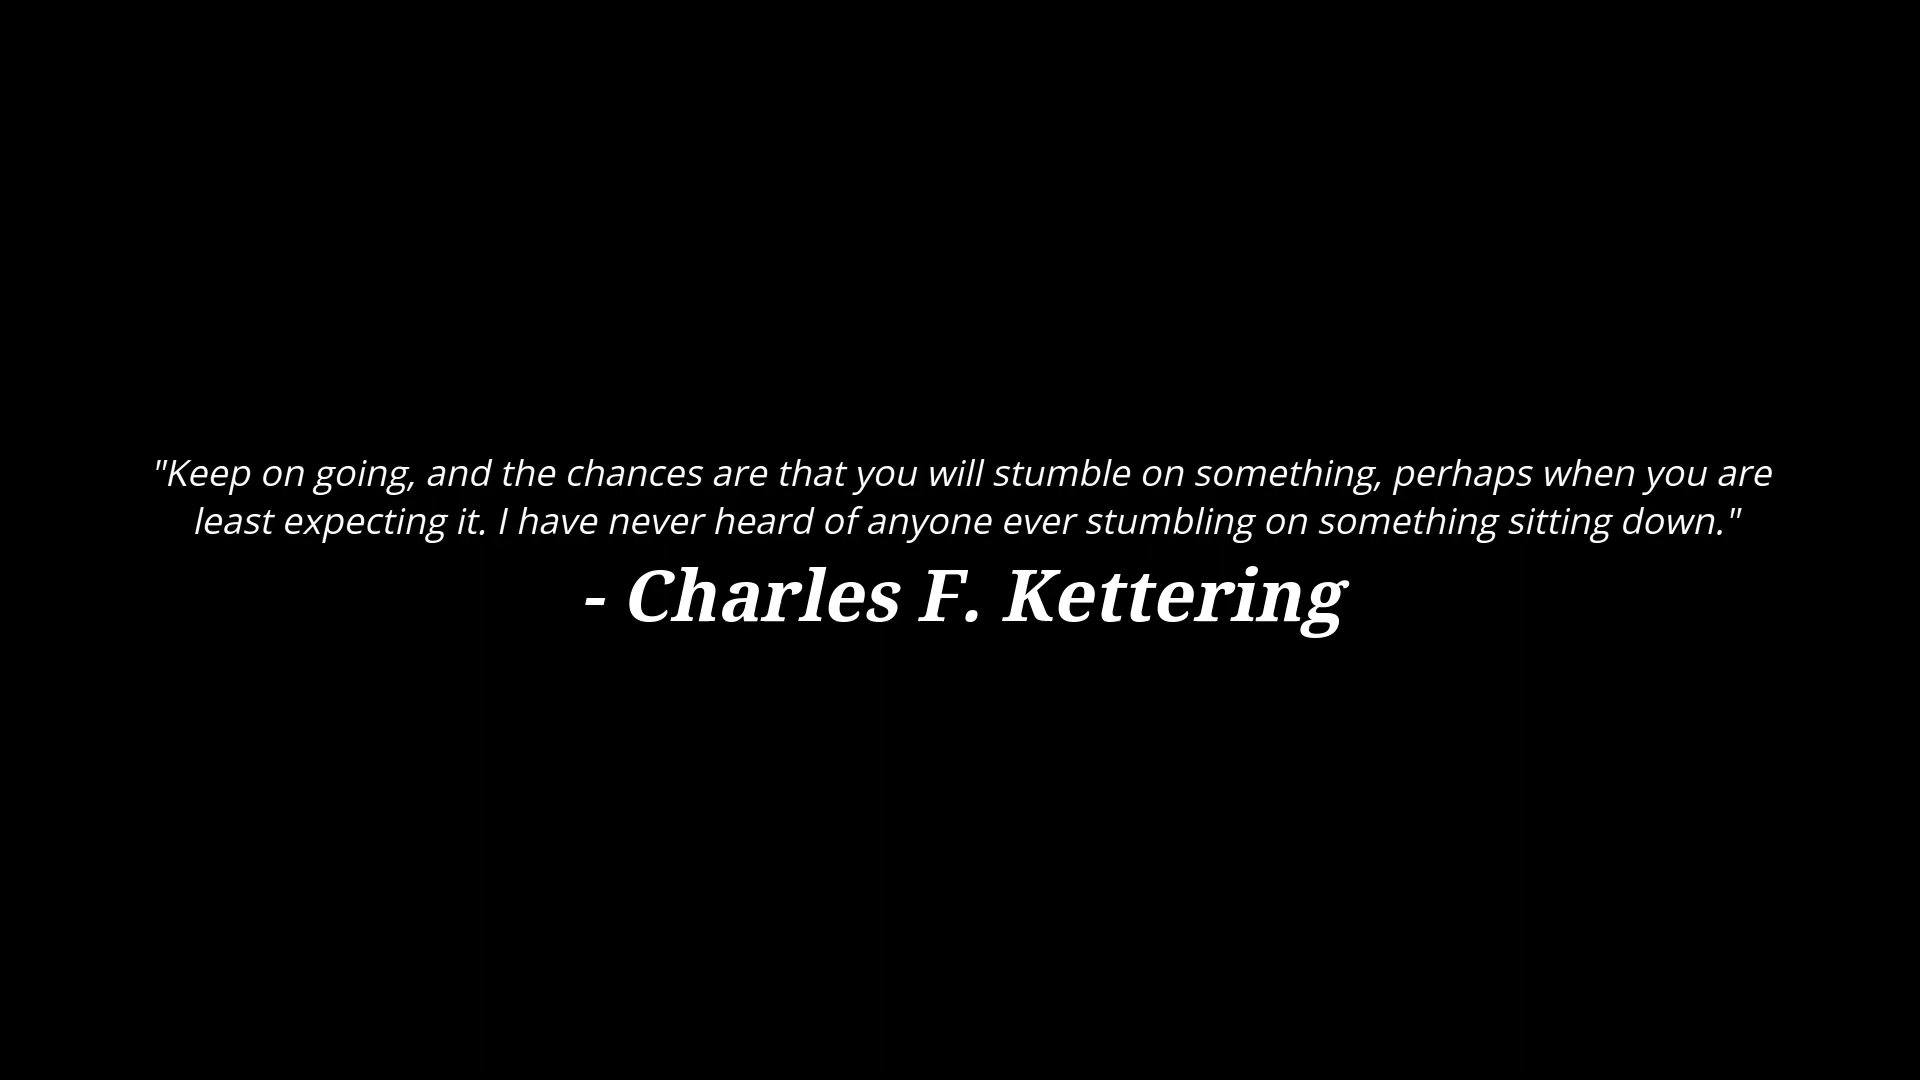 "Keep on going, and the chances are that you will stumble on something, perhaps when you are
least expecting it. I have never heard of anyone ever stumbling on something sitting down."
- Charles F. Kettering